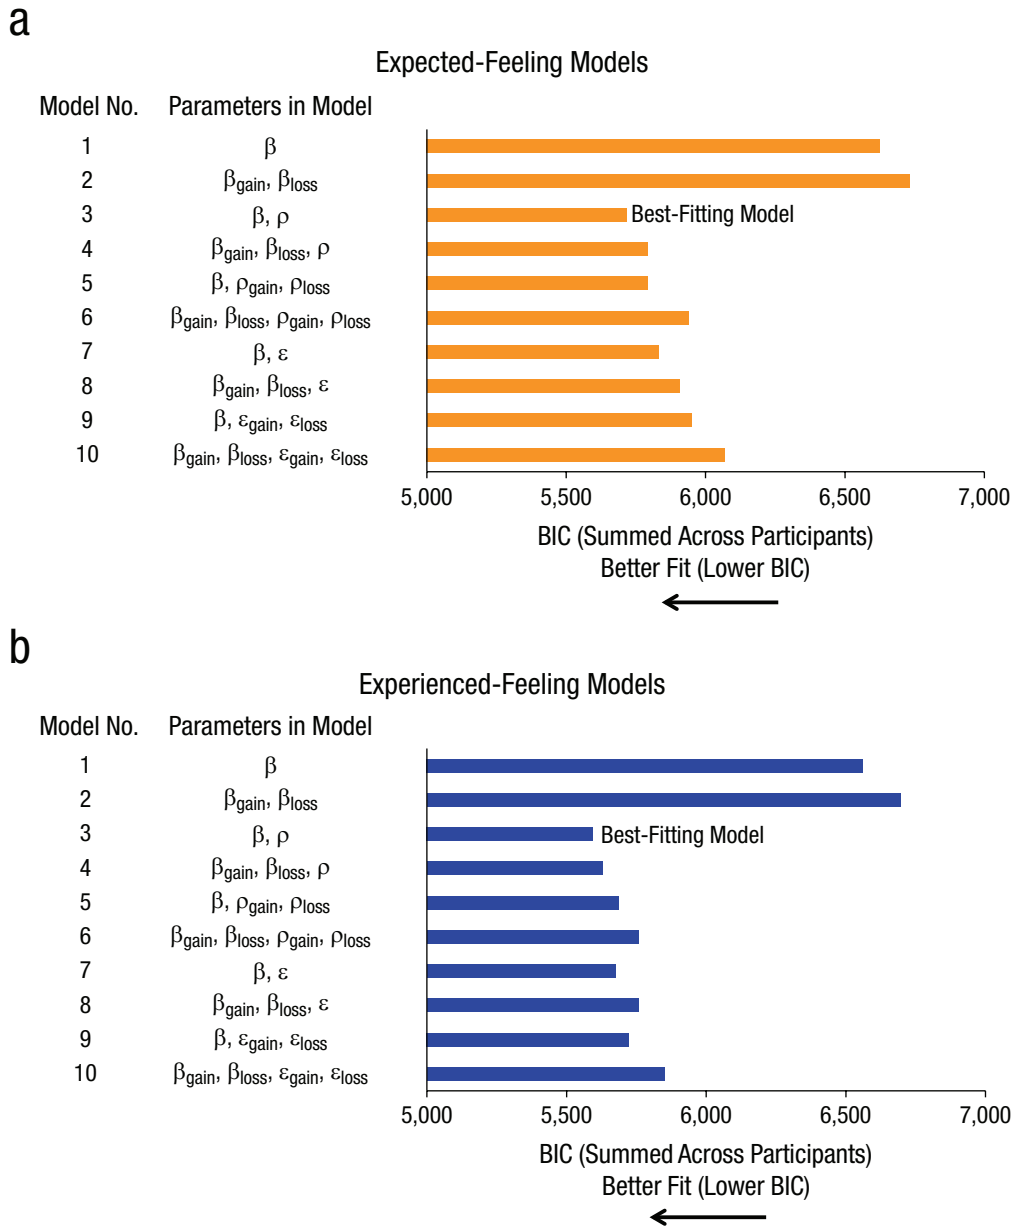 a
Expected-Feeling Models
Model No. Parameters in Model
1 β
2 βgain, βloss
3 β, ρ Best-Fitting Model
4 βgain, βloss, ρ
5 β, ρgain, ρloss
6 βgain, βloss, ρgain, ρloss
7 β, ε
8 βgain, βloss, ε
9 β, εgain, εloss
10 βgain, βloss, εgain, εloss
5,000 5,500 6,000 6,500 7,000
BIC (Summed Across Participants)
Better Fit (Lower BIC)
b
Experienced-Feeling Models
Model No. Parameters in Model
1 β
2 βgain, βloss
3 β, ρ Best-Fitting Model
4 βgain, βloss, ρ
5 β, ρgain, ρloss
6 βgain, βloss, ρgain, ρloss
7 β, ε
8 βgain, βloss, ε
9 β, εgain, εloss
10 βgain, βloss, εgain, εloss
5,000 5,500 6,000 6,500 7,000
BIC (Summed Across Participants)
Better Fit (Lower BIC)